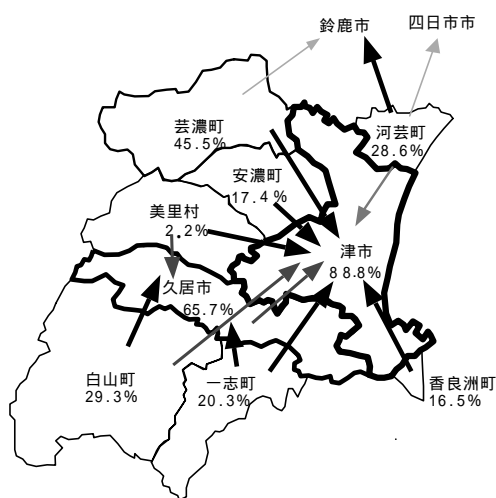 鈴鹿市
四日市市
芸濃町
45.5%
河芸町
28.6%
安濃町
17.4%
美里村
2.2%
津市
88.8%
久居市
65.7%
白山町
29.3%
一志町
20.3%
香良洲町
16.5%